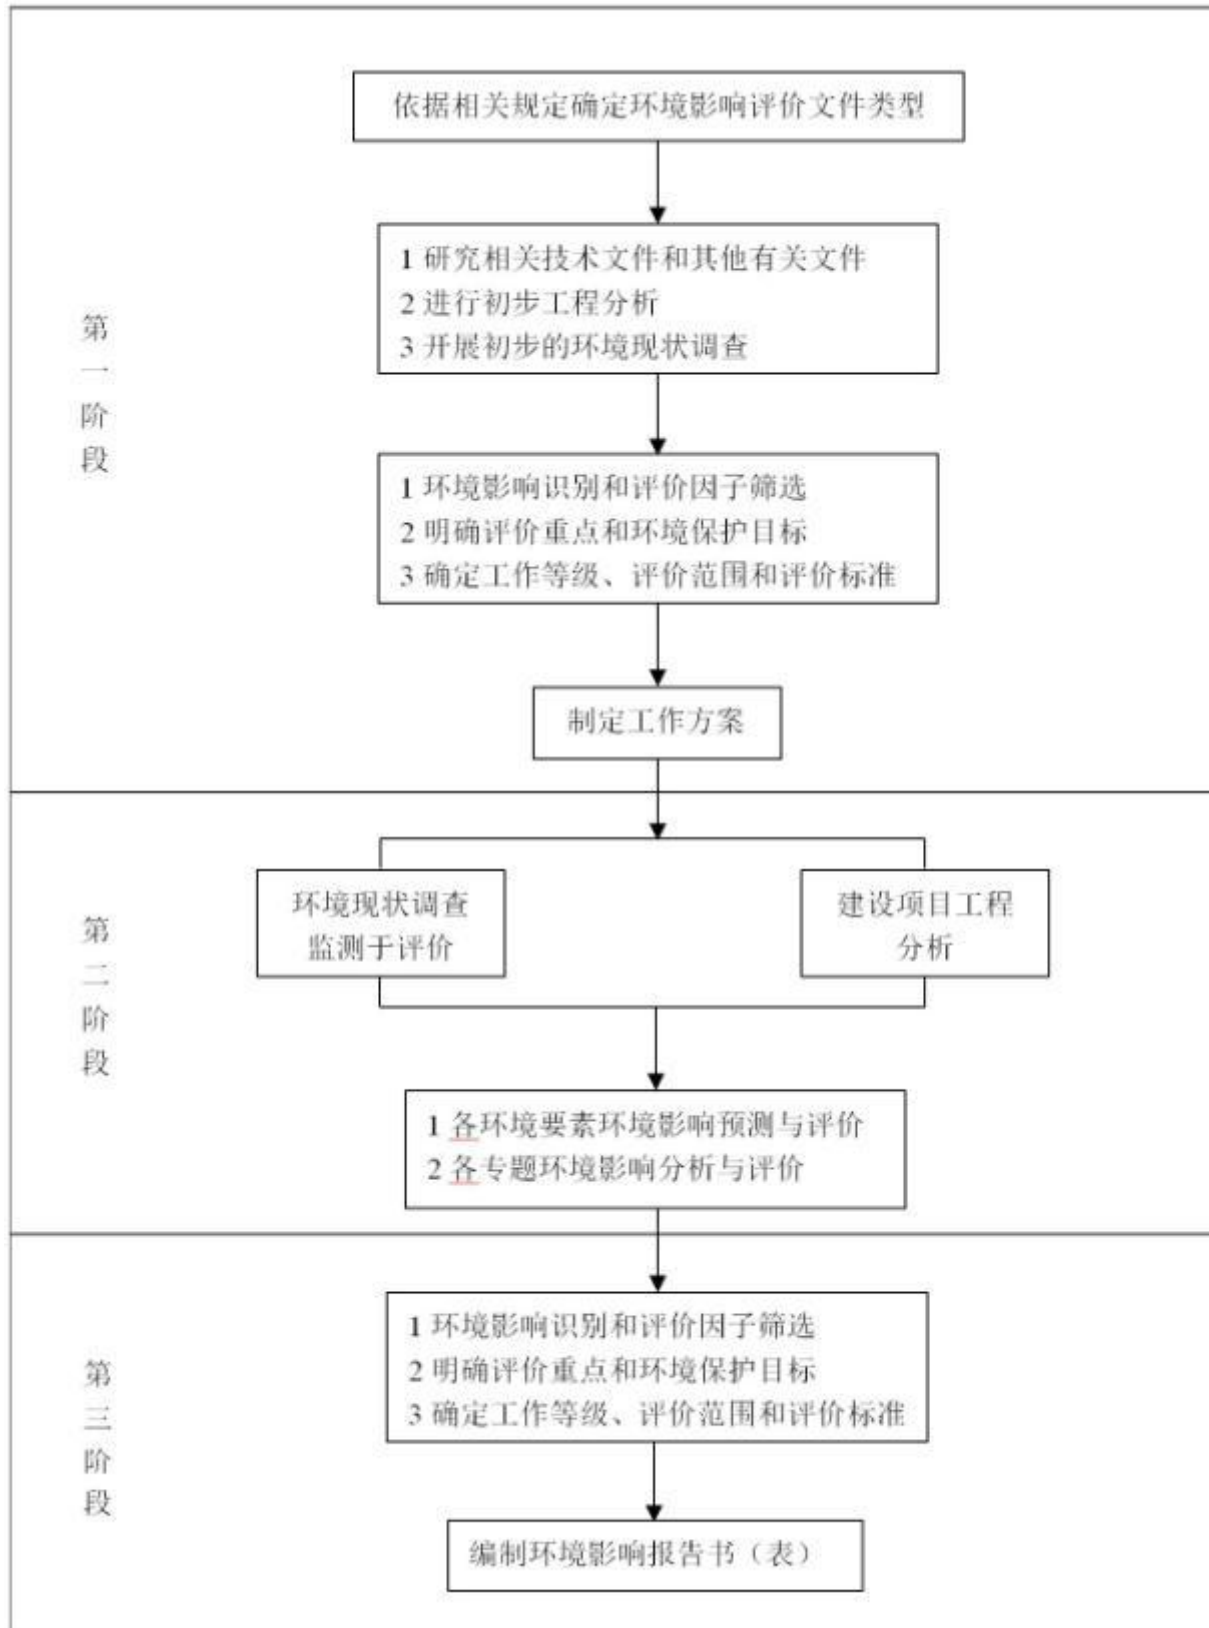 依据相关规定确定环境影响评价文件类型
1 研究相关技术文件和其他有关文件
2 进行初步工程分析
3 开展初步的环境现状调查
第一阶段
1 环境影响识别和评价因子筛选
2 明确评价重点和环境保护目标
3 确定工作等级、评价范围和评价标准
制定工作方案
环境现状调查
监测于评价
建设项目工程
分析
第二阶段
1 各环境要素环境影响预测与评价
2 各专题环境影响分析与评价
1 环境影响识别和评价因子筛选
2 明确评价重点和环境保护目标
3 确定工作等级、评价范围和评价标准
第三阶段
编制环境影响报告书（表）